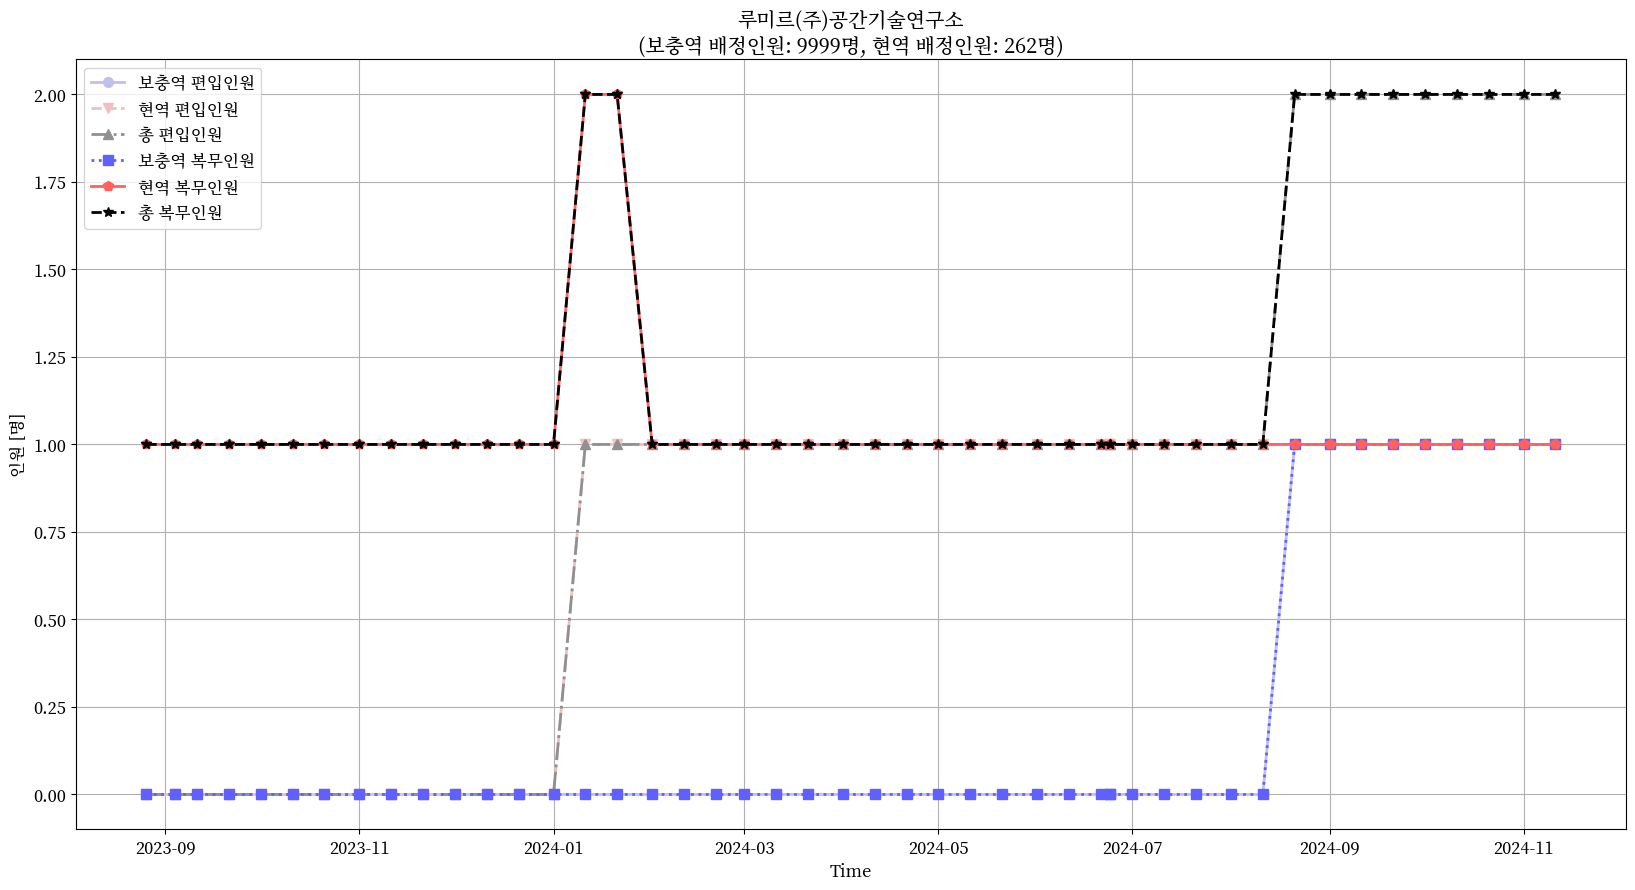 루미르(주)공간기술연구소
(보충역 배정인원: 9999명, 현역 배정인원: 262명)
보충역 편입인원
현역 편입인원
총 편입인원
보충역 복무인원
현역 복무인원
총 복무인원
2.00
1.75
1.50
1.25
1.00
0.75
0.50
0.25
0.00
인원 [명]
2023-09 2023-11 2024-01 2024-03 2024-05 2024-07 2024-09 2024-11
Time